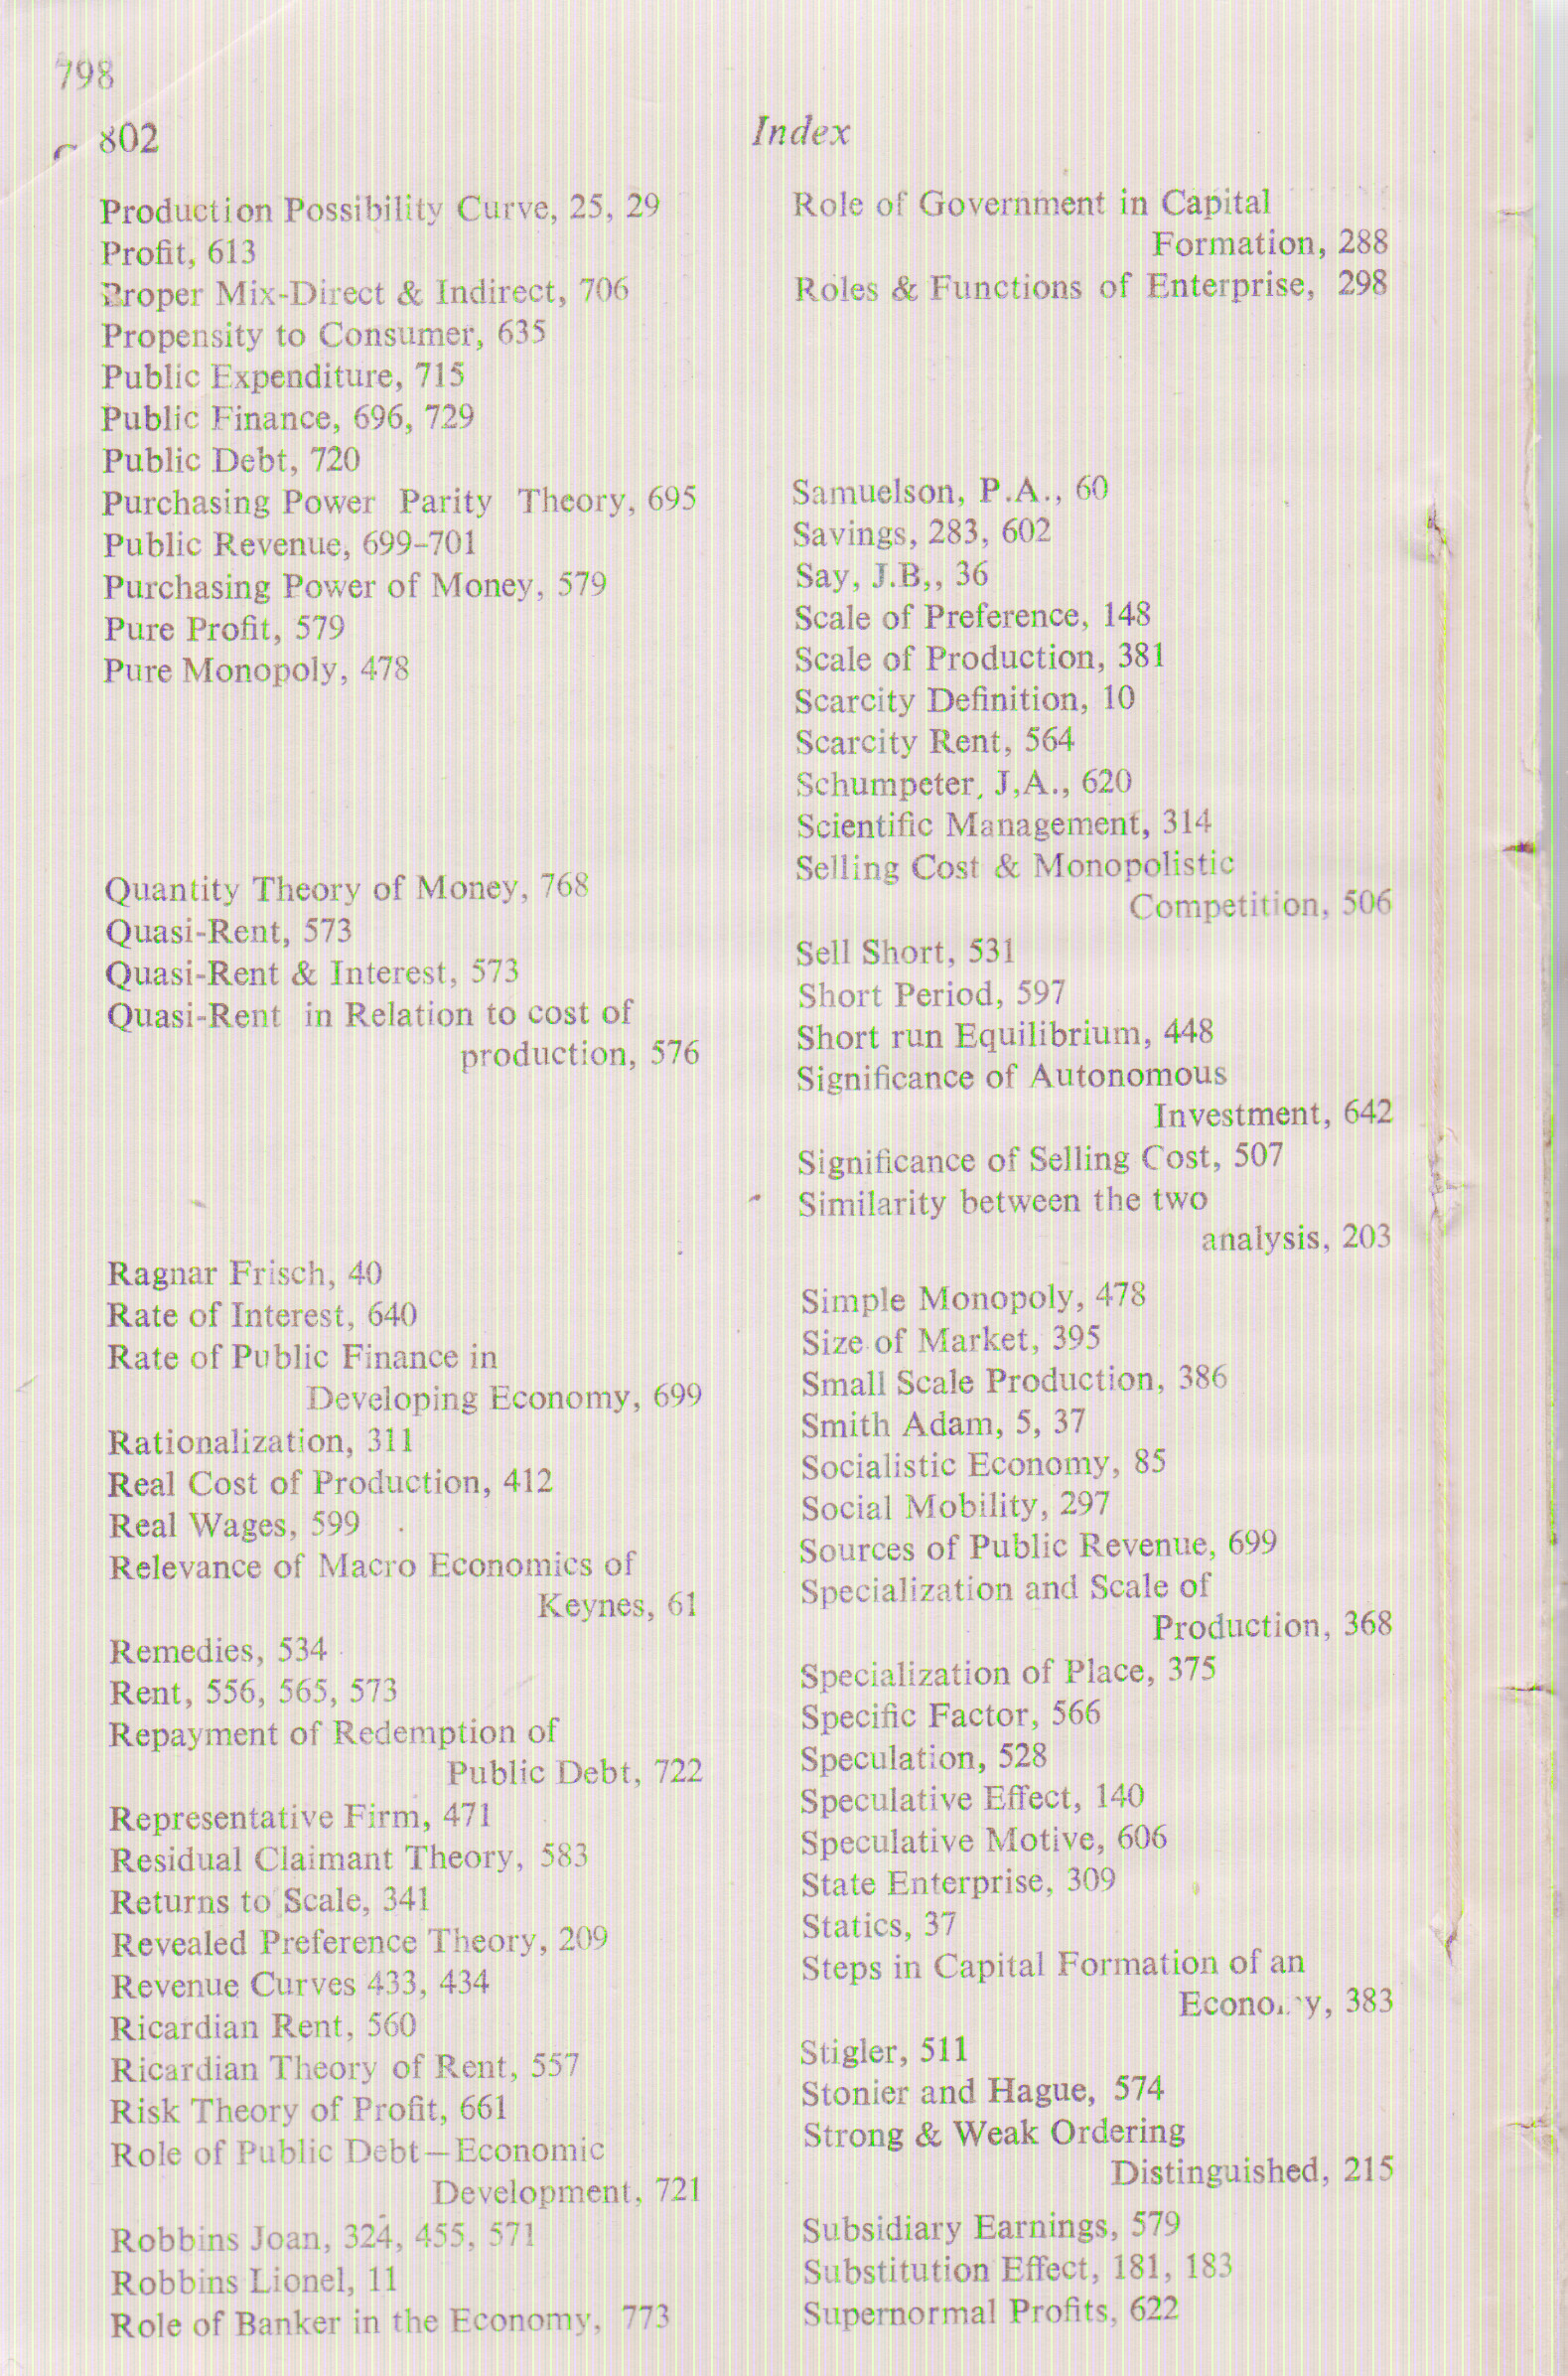 798
802
Index
Production Possibility Curve, 25, 29
Profit, 613
Proper Mix-Direct & Indirect, 706
Propensity to Consumer, 635
Public Expenditure, 715
Public Finance, 696, 729
Public Debt, 720
Purchasing Power Parity Theory, 695
Public Revenue, 699-701
Purchasing Power of Money, 579
Pure Profit, 579
Pure Monopoly, 478
Quantity Theory of Money, 768
Quasi-Rent, 573
Quasi-Rent & Interest, 573
Quasi-Rent in Relation to cost of
production, 576
Ragnar Frisch, 40
Rate of Interest, 640
Rate of Public Finance in
Developing Economy, 699
Rationalization, 311
Real Cost of Production, 412
Real Wages, 599
Relevance of Macro Economics of
Keynes, 61
Remedies, 534
Rent, 556, 565, 573
Repayment of Redemption of
Public Debt, 722
Representative Firm, 471
Residual Claimant Theory, 583
Returns to Scale, 341
Revealed Preference Theory, 209
Revenue Curves 433, 434
Ricardian Rent, 560
Ricardian Theory of Rent, 557
Risk Theory of Profit, 661
Role of Public Debt—Economic
Development, 721
Robbins Joan, 324, 455, 571
Robbins Lionel, 11
Role of Banker in the Economy, 773
Role of Government in Capital
Formation, 288
Roles & Functions of Enterprise, 298
Samuelson, P.A., 60
Savings, 283, 602
Say, J.B,, 36
Scale of Preference, 148
Scale of Production, 381
Scarcity Definition, 10
Scarcity Rent, 564
Schumpeter, J,A., 620
Scientific Management, 314
Selling Cost & Monopolistic
Competition, 506
Sell Short, 531
Short Period, 597
Short run Equilibrium, 448
Significance of Autonomous
Investment, 642
Significance of Selling Cost, 507
Similarity between the two
analysis, 203
Simple Monopoly, 478
Size of Market, 395
Small Scale Production, 386
Smith Adam, 5, 37
Socialistic Economy, 85
Social Mobility, 297
Sources of Public Revenue, 699
Specialization and Scale of
Production, 368
Specialization of Place, 375
Specific Factor, 566
Speculation, 528
Speculative Effect, 140
Speculative Motive, 606
State Enterprise, 309
Statics, 37
Steps in Capital Formation of an
Economy, 383
Stigler, 511
Stonier and Hague, 574
Strong & Weak Ordering
Distinguished, 215
Subsidiary Earnings, 579
Substitution Effect, 181, 183
Supernormal Profits, 622